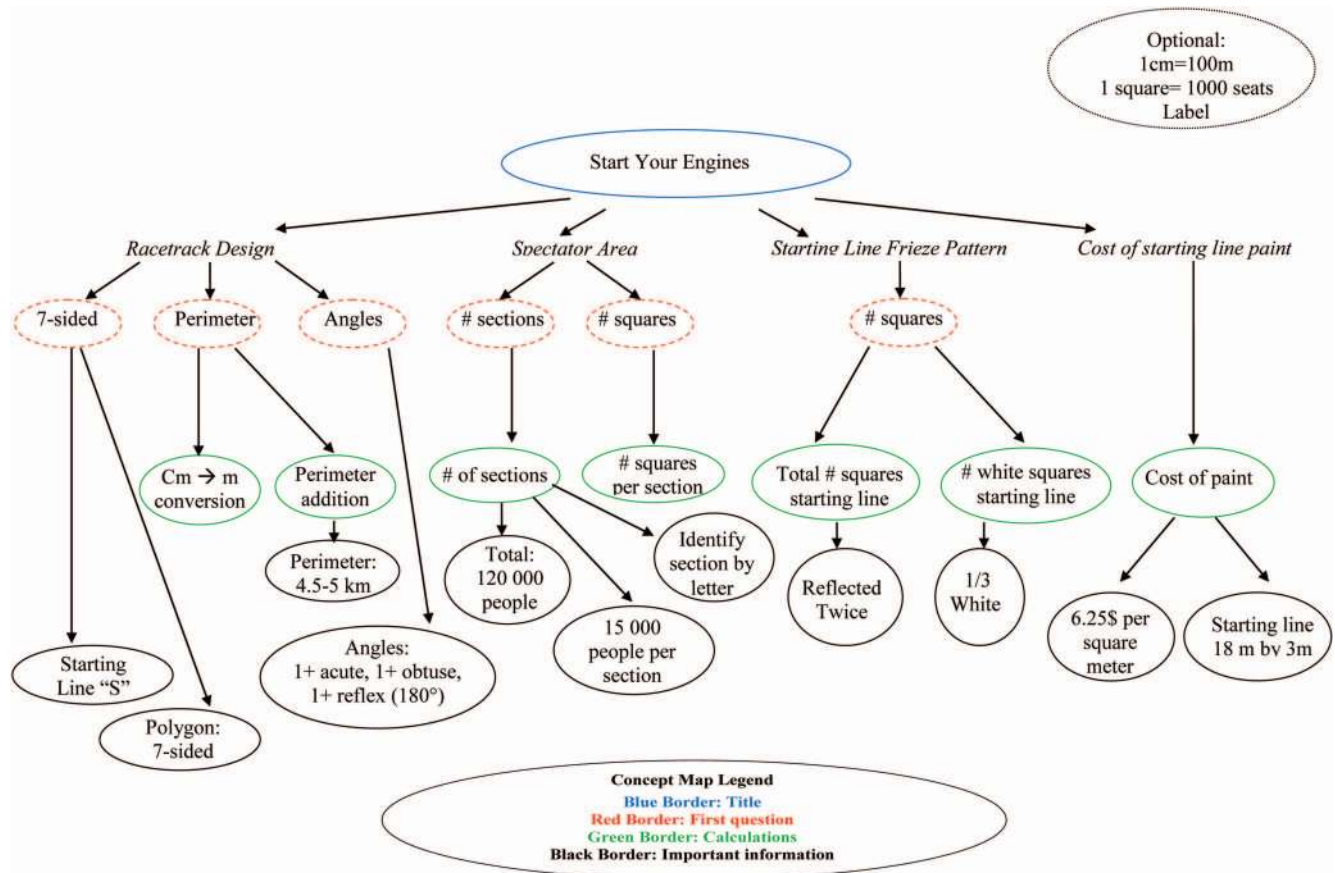 Optional:
1cm=100m
1 square= 1000 seats
Label
Start Your Engines
Racetrack Design
Spectator Area
Starting Line Frieze Pattern
Cost of starting line paint
7-sided
Perimeter
Angles
# sections
# squares
# squares
Cm → m
conversion
Perimeter
addition
# of sections
# squares
per section
Total # squares
starting line
# white squares
starting line
Cost of paint
Perimeter:
4.5-5 km
Total:
120 000
people
Identify
section by
letter
Reflected
Twice
1/3
White
Starting
Line “S”
Angles:
1+ acute, 1+ obtuse,
1+ reflex (180°)
15 000
people per
section
6.25$ per
square
meter
Starting line
18 m by 3m
Polygon:
7-sided
Concept Map Legend
Blue Border: Title
Red Border: First question
Green Border: Calculations
Black Border: Important information